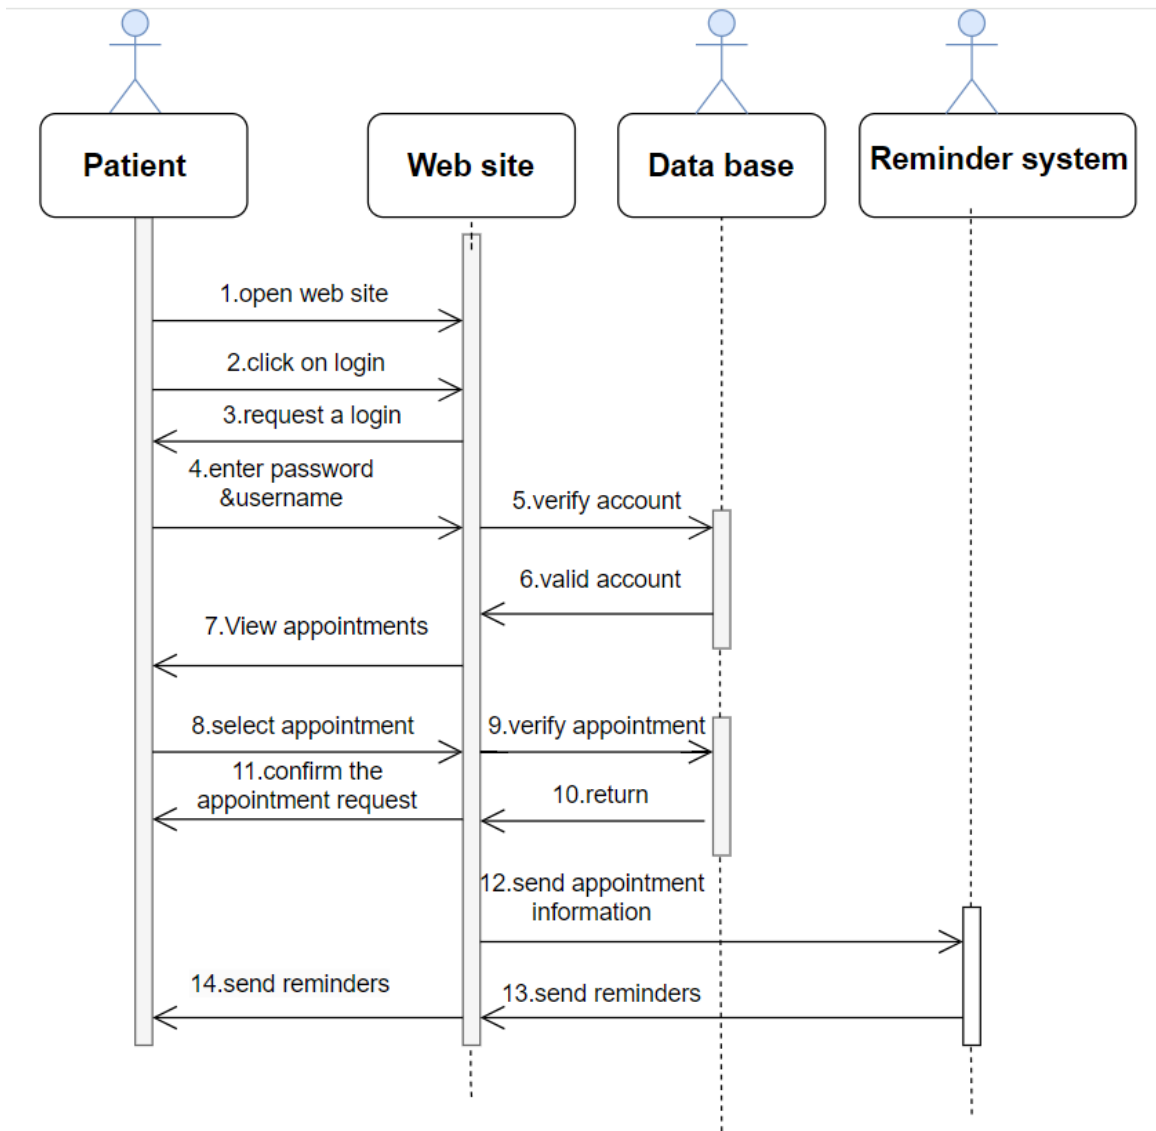 Patient
Web site
Data base
Reminder system
1.open web site
2.click on login
3.request a login
4.enter password
&username
5.verify account
6.valid account
7.View appointments
8.select appointment
9.verify appointment
10.return
11.confirm the
appointment request
12.send appointment
information
13.send reminders
14.send reminders